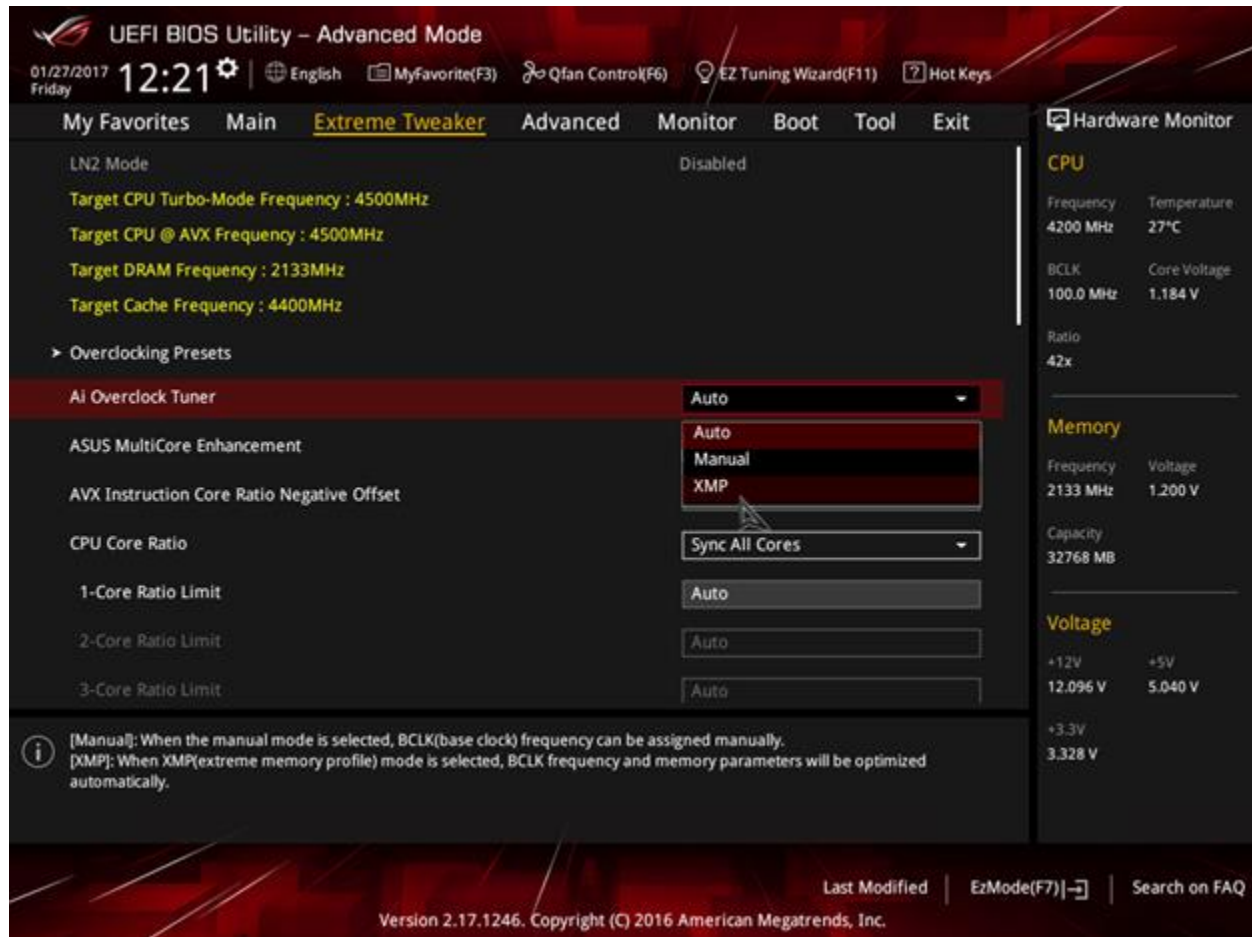 UEFI BIOS Utility – Advanced Mode
01/27/2017 Friday 12:21 English MyFavorite(F3) Qfan Control(F6) EZ Tuning Wizard(F11) ? Hot Keys
My Favorites Main Extreme Tweaker Advanced Monitor Boot Tool Exit
LN2 Mode Disabled
Target CPU Turbo-Mode Frequency : 4500MHz
Target CPU @ AVX Frequency : 4500MHz
Target DRAM Frequency : 2133MHz
Target Cache Frequency : 4400MHz
Overclocking Presets
Ai Overclock Tuner Auto
ASUS MultiCore Enhancement
Auto
Manual
XMP
AVX Instruction Core Ratio Negative Offset
CPU Core Ratio Sync All Cores
1-Core Ratio Limit Auto
2-Core Ratio Limit Auto
3-Core Ratio Limit Auto
[Manual]: When the manual mode is selected, BCLK(base clock) frequency can be assigned manually.
[XMP]: When XMP(extreme memory profile) mode is selected, BCLK frequency and memory parameters will be optimized
automatically.
Hardware Monitor
CPU
Frequency Temperature
4200 MHz 27°C
BCLK Core Voltage
100.0 MHz 1.184 V
Ratio
42x
Memory
Frequency Voltage
2133 MHz 1.200 V
Capacity
32768 MB
Voltage
+12V +5V
12.096 V 5.040 V
+3.3V
3.328 V
Last Modified EzMode(F7) Search on FAQ
Version 2.17.1246. Copyright (C) 2016 American Megatrends, Inc.